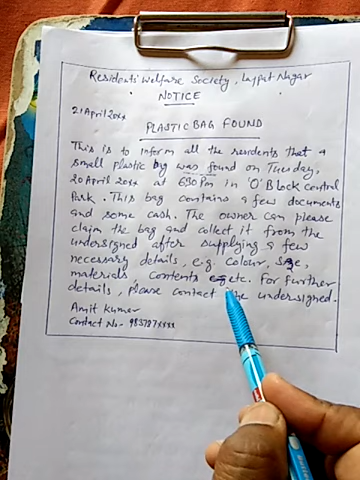 Residents Welfare Society, Lajpat Nagar
NOTICE
21 April 20xx
PLASTIC BAG FOUND
This is to inform all the residents that a
small plastic bag was found on Tuesday,
20 April 20xx at 6:30 Pm in 'O' Block central
Park. This bag contains a few documents
and some cash. The owner can please
claim the bag and collect it from the
undersigned after supplying a few
necessary details, e.g. Colour, Size,
materials, Contents etc. For further
details, please contact the undersigned.
Amit Kumar
Contact No- 983787xxxx